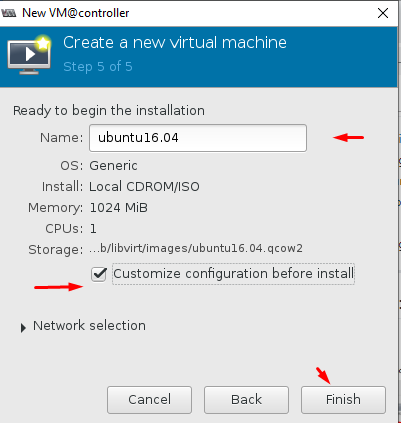 New VM@controller
Create a new virtual machine
Step 5 of 5
Ready to begin the installation
Name: ubuntu16.04
OS: Generic
Install: Local CDROM/ISO
Memory: 1024 MiB
CPUs: 1
Storage: ...b/libvirt/images/ubuntu16.04.qcow2
Customize configuration before install
Network selection
Cancel Back Finish